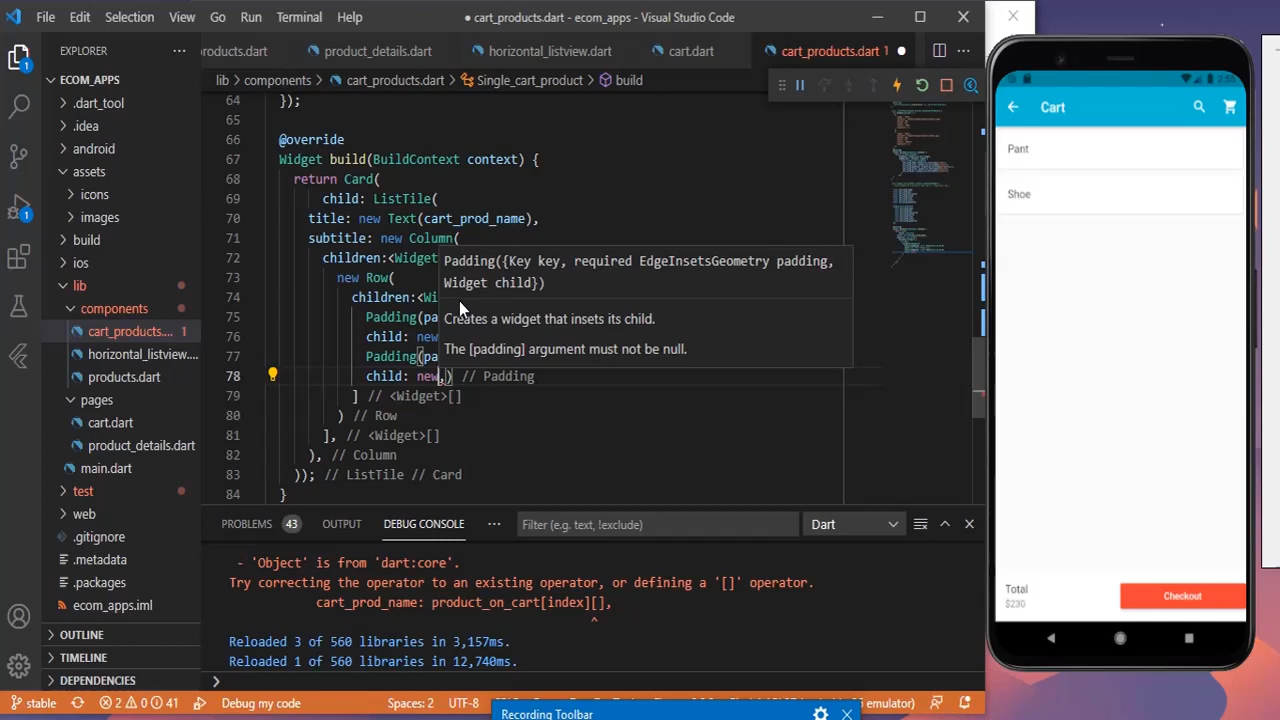 File Edit Selection View Go Run Terminal Help
● cart_products.dart - ecom_apps - Visual Studio Code
EXPLORER
roducts.dart product_details.dart horizontal_listview.dart cart.dart cart_products.dart 1
ECOM_APPS
lib > components > cart_products.dart > Single_cart_product > build
.dart_tool
.idea
android
assets
icons
images
build
ios
lib
components
cart_products.... 1
horizontal_listview....
products.dart
pages
cart.dart
product_details.dart
main.dart
test
web
.gitignore
.metadata
.packages
ecom_apps.iml
OUTLINE
TIMELINE
DEPENDENCIES
64 });
65
66 @override
67 Widget build(BuildContext context) {
68 return Card(
69 child: ListTile(
70 title: new Text(cart_prod_name),
71 subtitle: new Column(
72 children:<Widget
73 new Row(
74 children:<Wi
75 Padding(pa
76 child: new
77 Padding(pa
78 child: new,) // Padding
79 ] // <Widget>[]
80 ) // Row
81 ], // <Widget>[]
82 ), // Column
83 )); // ListTile // Card
84 }
Padding({Key key, required EdgeInsetsGeometry padding,
Widget child})
Creates a widget that insets its child.
The [padding] argument must not be null.
PROBLEMS 43 OUTPUT DEBUG CONSOLE ... Filter (e.g. text, !exclude) Dart
- 'Object' is from 'dart:core'.
Try correcting the operator to an existing operator, or defining a '[]' operator.
cart_prod_name: product_on_cart[index][],
^
Reloaded 3 of 560 libraries in 3,157ms.
Reloaded 1 of 560 libraries in 12,740ms.
stable 2 0 41 Debug my code Spaces: 2 UTF-8
emulator)
Recording Toolbar
Cart
Pant
Shoe
Total
$230
Checkout